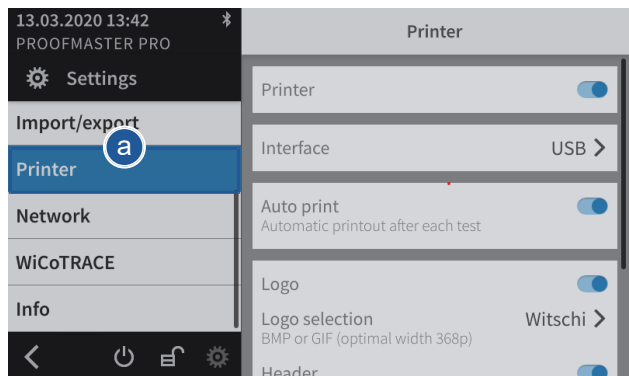 13.03.2020 13:42
PROOFMASTER PRO
Settings
Import/export
a
Printer
Network
WiCoTRACE
Info
Printer
Printer
Interface USB
Auto print
Automatic printout after each test
Logo
Logo selection Witschi
BMP or GIF (optimal width 368p)
Header